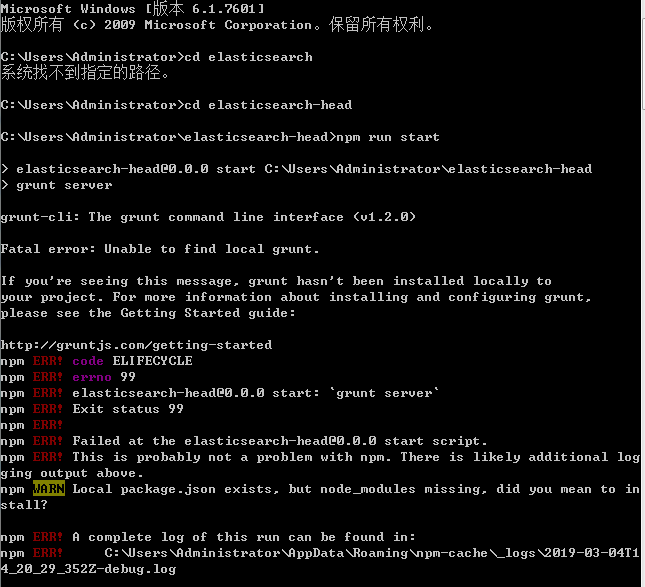 Microsoft Windows [版本 6.1.7601]
版权所有 (c) 2009 Microsoft Corporation。保留所有权利。
C:\Users\Administrator>cd elasticsearch
系统找不到指定的路径。
C:\Users\Administrator>cd elasticsearch-head
C:\Users\Administrator\elasticsearch-head>npm run start
> elasticsearch-head@0.0.0 start C:\Users\Administrator\elasticsearch-head
> grunt server
grunt-cli: The grunt command line interface (v1.2.0)
Fatal error: Unable to find local grunt.
If you're seeing this message, grunt hasn't been installed locally to
your project. For more information about installing and configuring grunt,
please see the Getting Started guide:
http://gruntjs.com/getting-started
npm ERR! code ELIFECYCLE
npm ERR! errno 99
npm ERR! elasticsearch-head@0.0.0 start: `grunt server`
npm ERR! Exit status 99
npm ERR!
npm ERR! Failed at the elasticsearch-head@0.0.0 start script.
npm ERR! This is probably not a problem with npm. There is likely additional log
ging output above.
npm WARN Local package.json exists, but node_modules missing, did you mean to in
stall?
npm ERR! A complete log of this run can be found in:
npm ERR!     C:\Users\Administrator\AppData\Roaming\npm-cache\_logs\2019-03-04T1
4_20_29_352Z-debug.log